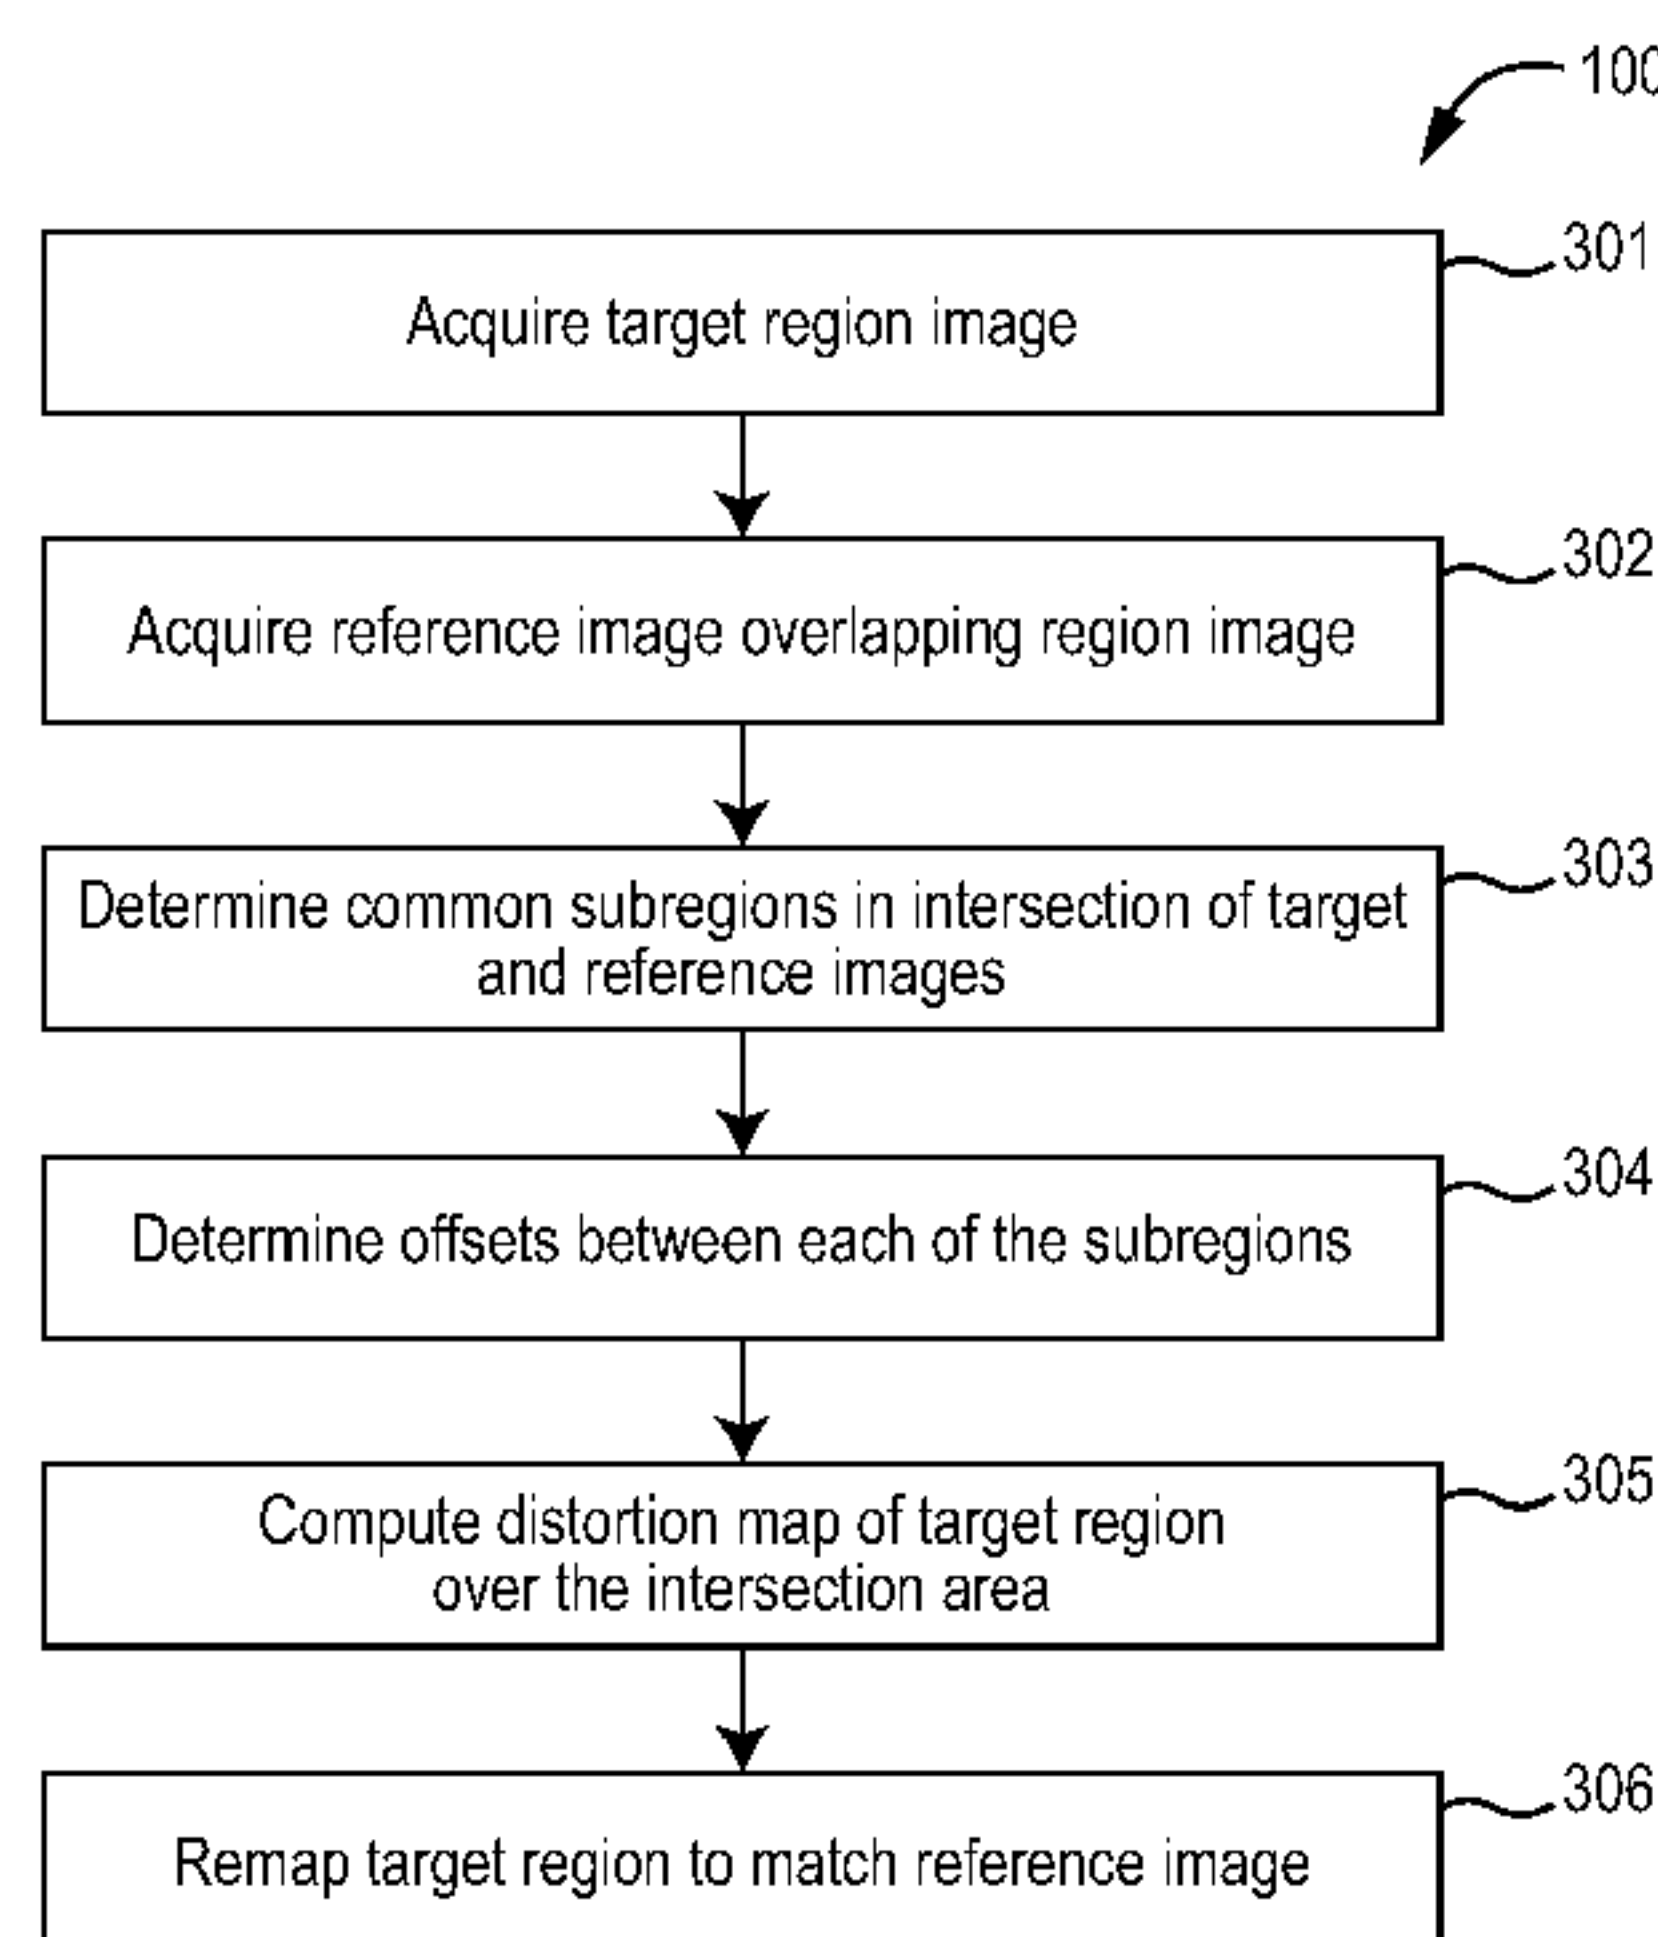 100
301
Acquire target region image
302
Acquire reference image overlapping region image
303
Determine common subregions in intersection of target
and reference images
304
Determine offsets between each of the subregions
305
Compute distortion map of target region
over the intersection area
306
Remap target region to match reference image